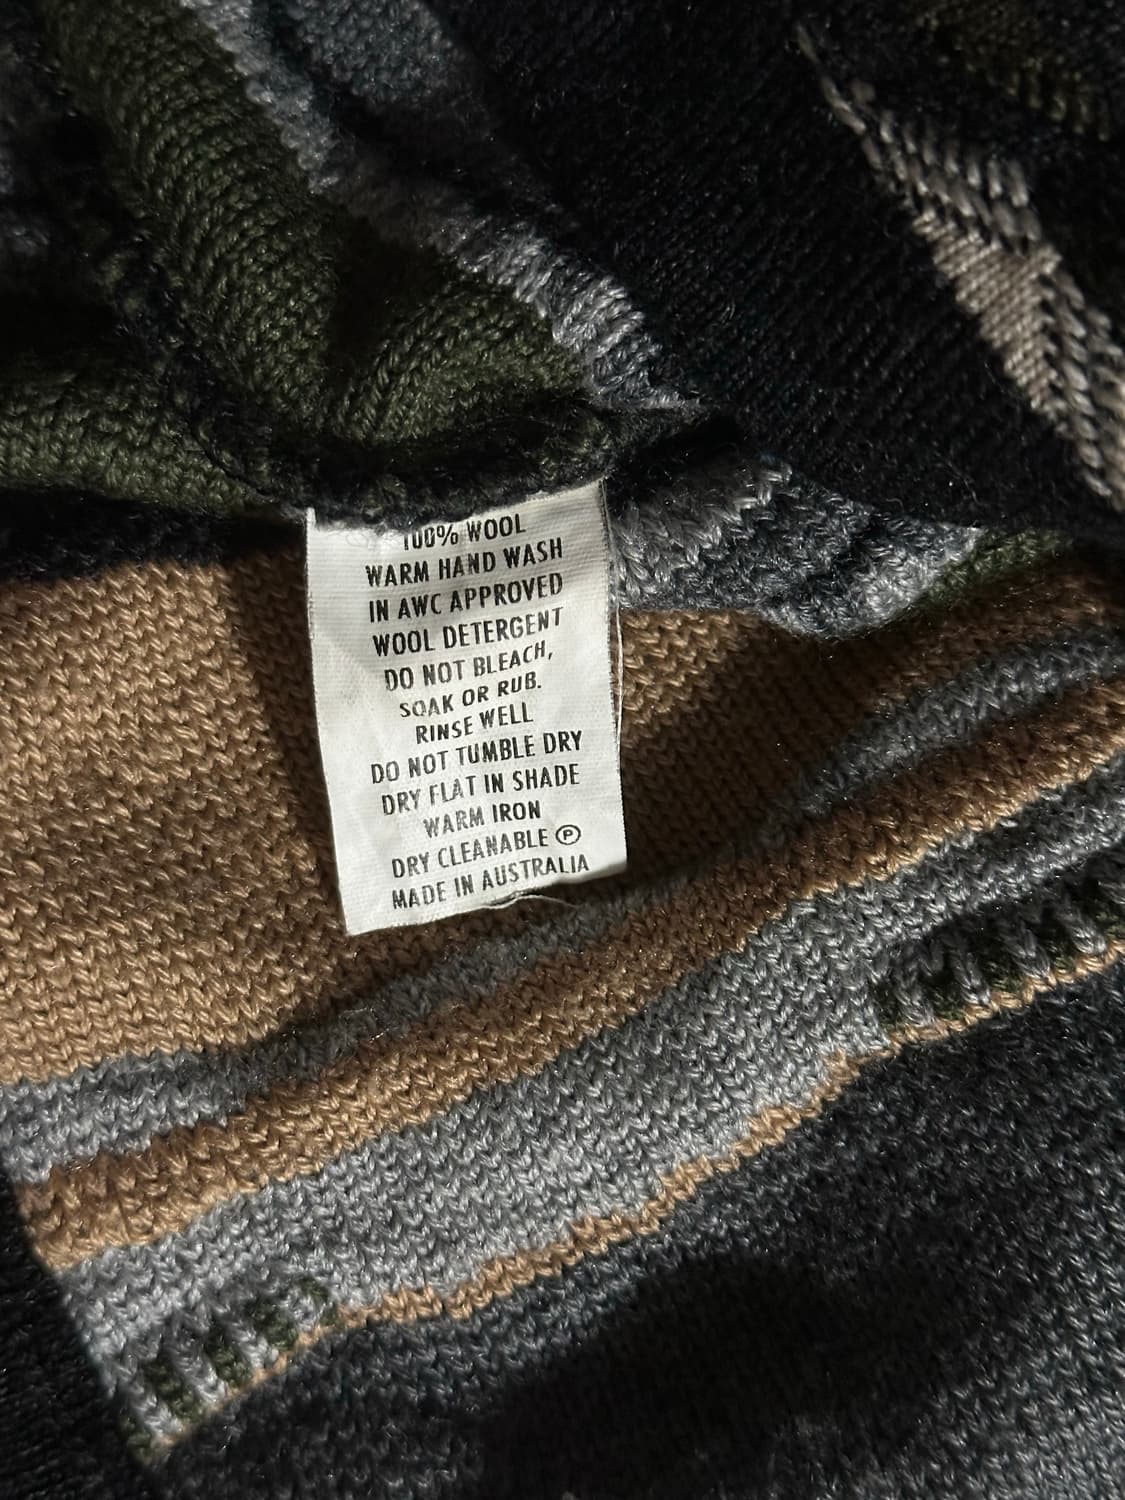 100% WOOL
WARM HAND WASH
IN AWC APPROVED
WOOL DETERGENT
DO NOT BLEACH,
SOAK OR RUB.
RINSE WELL
DO NOT TUMBLE DRY
DRY FLAT IN SHADE
WARM IRON
DRY CLEANABLE Ⓟ
MADE IN AUSTRALIA